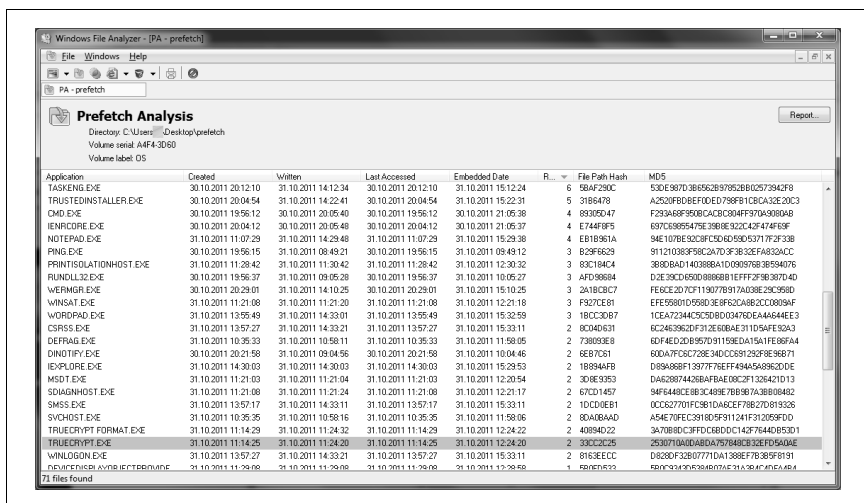 Windows File Analyzer - [PA - prefetch]
File Windows Help
PA - prefetch
Prefetch Analysis
Report...
Directory: C:\Users \Desktop\prefetch
Volume serial: A4F4-3D60
Volume label: OS
Application Created Written Last Accessed Embedded Date R... File Path Hash MD5
TASKENG.EXE 30.10.2011 20:12:10 31.10.2011 14:12:34 30.10.2011 20:12:10 31.10.2011 15:12:24 6 5BAF290C 53DE987D3B6562B97852BB02573942F8
TRUSTEDINSTALLER.EXE 30.10.2011 20:04:54 31.10.2011 14:22:41 30.10.2011 20:04:54 31.10.2011 15:22:31 5 31B6478 A2520FBDBEF0DED798FB1CBCA32E20C3
CMD.EXE 30.10.2011 19:56:12 30.10.2011 20:05:40 30.10.2011 19:56:12 30.10.2011 21:05:38 4 89305D47 F293A68F950BCACBC804FF970A9080AB
IENRCORE.EXE 30.10.2011 20:04:12 30.10.2011 20:05:48 30.10.2011 20:04:12 30.10.2011 21:05:37 4 E744F8F5 697C69855475E39B8E922C42F474F69F
NOTEPAD.EXE 31.10.2011 11:07:29 31.10.2011 14:29:48 31.10.2011 11:07:29 31.10.2011 15:29:38 4 EB1B961A 94E107BE92C8FC5D6D59D53717F2F33B
PING.EXE 30.10.2011 19:56:15 31.10.2011 08:49:21 30.10.2011 19:56:15 31.10.2011 09:49:12 3 B29F6629 911210383F58C2A7D3F3B32EFA832ACC
PRINTISOLATIONHOST.EXE 31.10.2011 11:28:42 31.10.2011 11:30:42 31.10.2011 11:28:42 31.10.2011 12:30:32 3 83C184C4 3B8DBAD140388BA1D090976B3B594076
RUNDLL32.EXE 30.10.2011 19:56:37 31.10.2011 09:05:28 30.10.2011 19:56:37 31.10.2011 10:05:27 3 AFD98684 D2E39CD650D8886BB1EFFF2F9B387D4D
WERMGR.EXE 30.10.2011 20:29:01 31.10.2011 14:10:25 30.10.2011 20:29:01 31.10.2011 15:10:25 3 2A1BCBC7 FE6CE2D7CF119077B917A038E29C958D
WINSAT.EXE 31.10.2011 11:21:08 31.10.2011 11:21:20 31.10.2011 11:21:08 31.10.2011 12:21:18 3 F927CE81 EFE55801D558D3E8F62CA8B2CC0809AF
WORDPAD.EXE 31.10.2011 13:55:49 31.10.2011 14:33:01 31.10.2011 13:55:49 31.10.2011 15:32:59 3 1BCC3DB7 1CEA72344C5C5DBD03476DEA4A644EE3
CSRSS.EXE 31.10.2011 13:57:27 31.10.2011 14:33:21 31.10.2011 13:57:27 31.10.2011 15:33:11 2 8C04D631 6C2463962DF312E60BAE311D5AFE92A3
DEFRAG.EXE 31.10.2011 10:35:33 31.10.2011 10:58:11 31.10.2011 10:35:33 31.10.2011 11:58:05 2 738093E8 6DF4ED2DB957D91159EDA15A1FE86FA4
DINOTIFY.EXE 30.10.2011 20:21:58 31.10.2011 09:04:56 30.10.2011 20:21:58 31.10.2011 10:04:46 2 6EB7C61 60DA7FC6C728E34DCC691292F8E96B71
IEXPLORE.EXE 31.10.2011 14:30:03 31.10.2011 14:30:03 31.10.2011 14:30:03 31.10.2011 15:29:53 2 1B894AFB D89A86BF13977F76EFF494A5A8962DDE
MSDT.EXE 31.10.2011 11:21:03 31.10.2011 11:21:04 31.10.2011 11:21:03 31.10.2011 12:20:54 2 3D8E9353 DA628874426BAFBAE08C2F1326421D13
SDIAGNHOST.EXE 31.10.2011 11:21:08 31.10.2011 11:21:24 31.10.2011 11:21:08 31.10.2011 12:21:17 2 67CD1457 94F6448CE8B3C489E7BB9B7A3BB08482
SMSS.EXE 31.10.2011 13:57:17 31.10.2011 14:33:11 31.10.2011 13:57:17 31.10.2011 15:33:11 2 1DCD0EB1 0CC627701FC9B1DA6CEF78B27D819326
SVCHOST.EXE 31.10.2011 10:35:35 31.10.2011 10:58:16 31.10.2011 10:35:35 31.10.2011 11:58:06 2 8DA0BAAD A54E70FEC3918D5F91241F312059FDD
TRUECRYPT FORMAT.EXE 31.10.2011 11:14:29 31.10.2011 11:24:32 31.10.2011 11:14:29 31.10.2011 12:24:22 2 40894D22 3A70B8DC3FFDC6BDDC142F7644DB53D1
TRUECRYPT.EXE 31.10.2011 11:14:25 31.10.2011 11:24:20 31.10.2011 11:14:25 31.10.2011 12:24:20 2 33CC2C25 2530710A0DABDA757848CB32EFD5A0AE
WINLOGON.EXE 31.10.2011 13:57:27 31.10.2011 14:33:21 31.10.2011 13:57:27 31.10.2011 15:33:11 2 8163EECC D828DF32B07771DA1388EF7B3B5F8191
71 files found